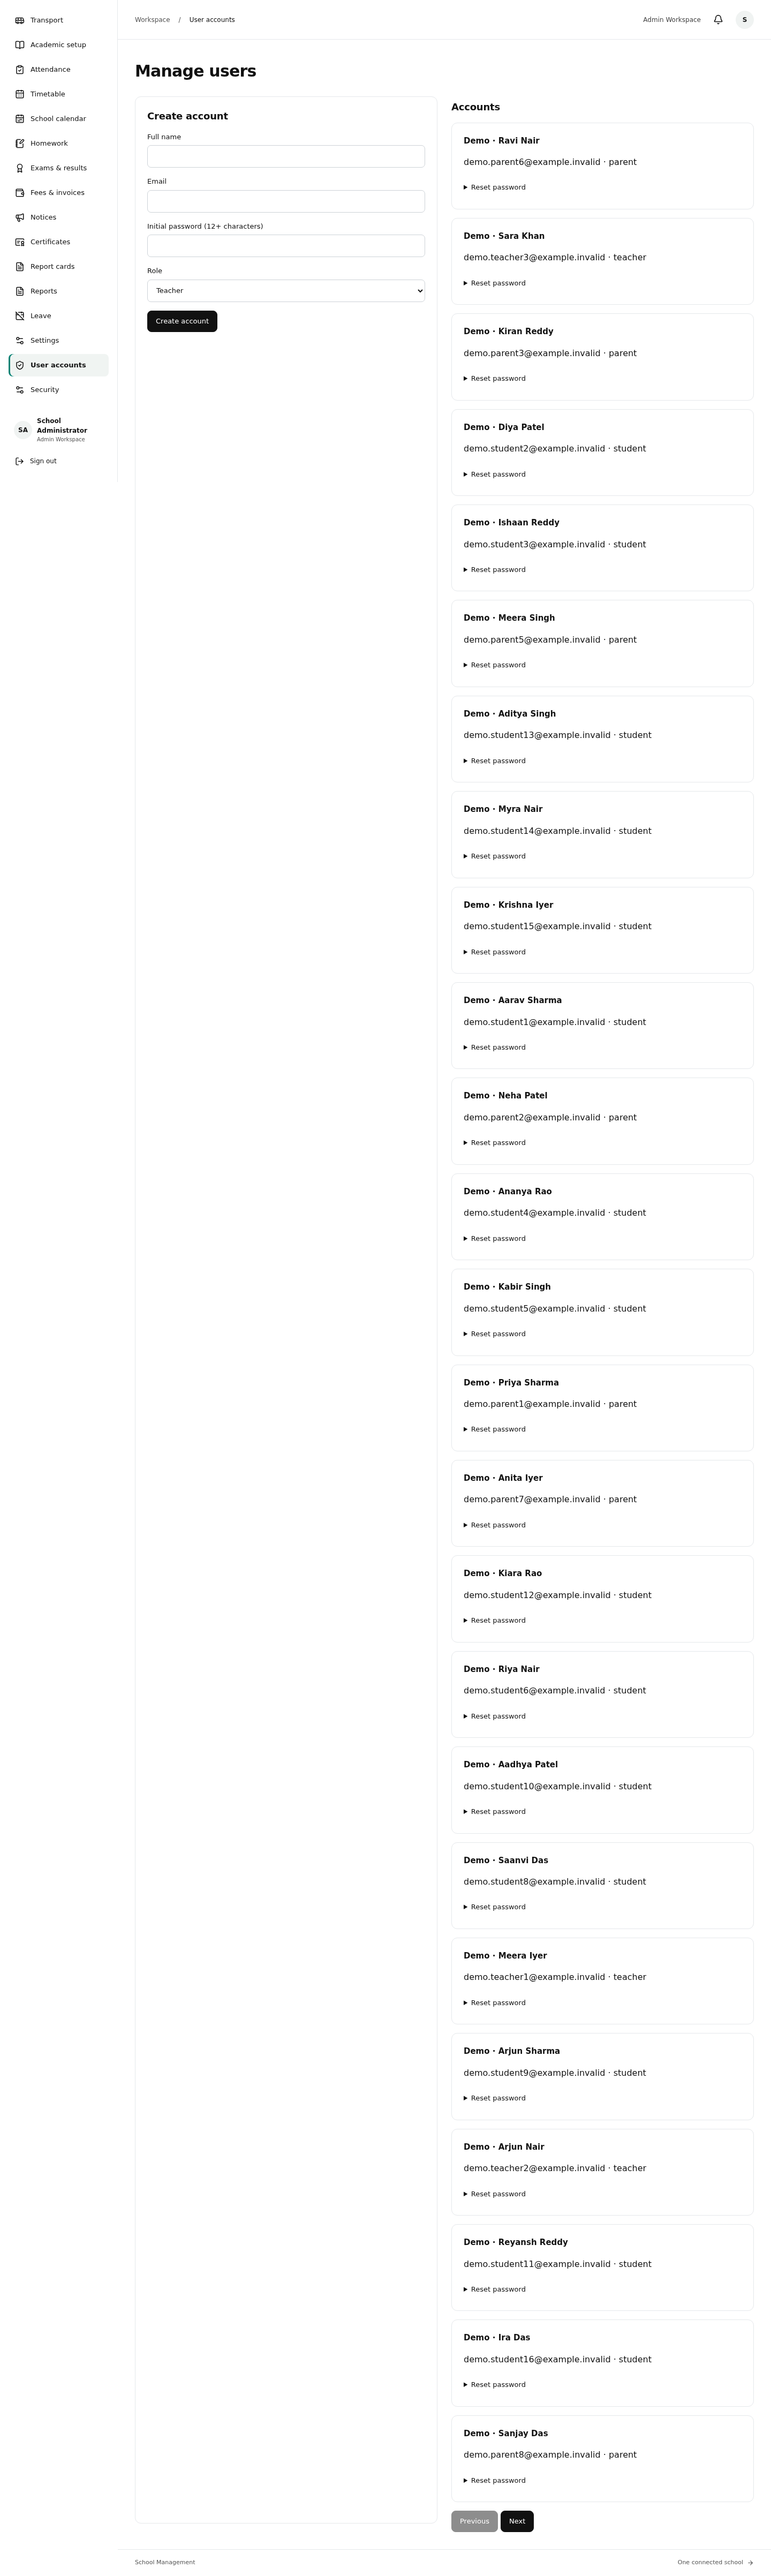 Transport
Academic setup
Attendance
Timetable
School calendar
Homework
Exams & results
Fees & invoices
Notices
Certificates
Report cards
Reports
Leave
Settings
User accounts
Security
SA
School
Administrator
Admin Workspace
Sign out
Workspace / User accounts
Admin Workspace
S
Manage users
Create account
Full name
Email
Initial password (12+ characters)
Role
Teacher
Create account
Accounts
Demo · Ravi Nair
demo.parent6@example.invalid · parent
Reset password
Demo · Sara Khan
demo.teacher3@example.invalid · teacher
Reset password
Demo · Kiran Reddy
demo.parent3@example.invalid · parent
Reset password
Demo · Diya Patel
demo.student2@example.invalid · student
Reset password
Demo · Ishaan Reddy
demo.student3@example.invalid · student
Reset password
Demo · Meera Singh
demo.parent5@example.invalid · parent
Reset password
Demo · Aditya Singh
demo.student13@example.invalid · student
Reset password
Demo · Myra Nair
demo.student14@example.invalid · student
Reset password
Demo · Krishna Iyer
demo.student15@example.invalid · student
Reset password
Demo · Aarav Sharma
demo.student1@example.invalid · student
Reset password
Demo · Neha Patel
demo.parent2@example.invalid · parent
Reset password
Demo · Ananya Rao
demo.student4@example.invalid · student
Reset password
Demo · Kabir Singh
demo.student5@example.invalid · student
Reset password
Demo · Priya Sharma
demo.parent1@example.invalid · parent
Reset password
Demo · Anita Iyer
demo.parent7@example.invalid · parent
Reset password
Demo · Kiara Rao
demo.student12@example.invalid · student
Reset password
Demo · Riya Nair
demo.student6@example.invalid · student
Reset password
Demo · Aadhya Patel
demo.student10@example.invalid · student
Reset password
Demo · Saanvi Das
demo.student8@example.invalid · student
Reset password
Demo · Meera Iyer
demo.teacher1@example.invalid · teacher
Reset password
Demo · Arjun Sharma
demo.student9@example.invalid · student
Reset password
Demo · Arjun Nair
demo.teacher2@example.invalid · teacher
Reset password
Demo · Reyansh Reddy
demo.student11@example.invalid · student
Reset password
Demo · Ira Das
demo.student16@example.invalid · student
Reset password
Demo · Sanjay Das
demo.parent8@example.invalid · parent
Reset password
Previous
Next
School Management
One connected school